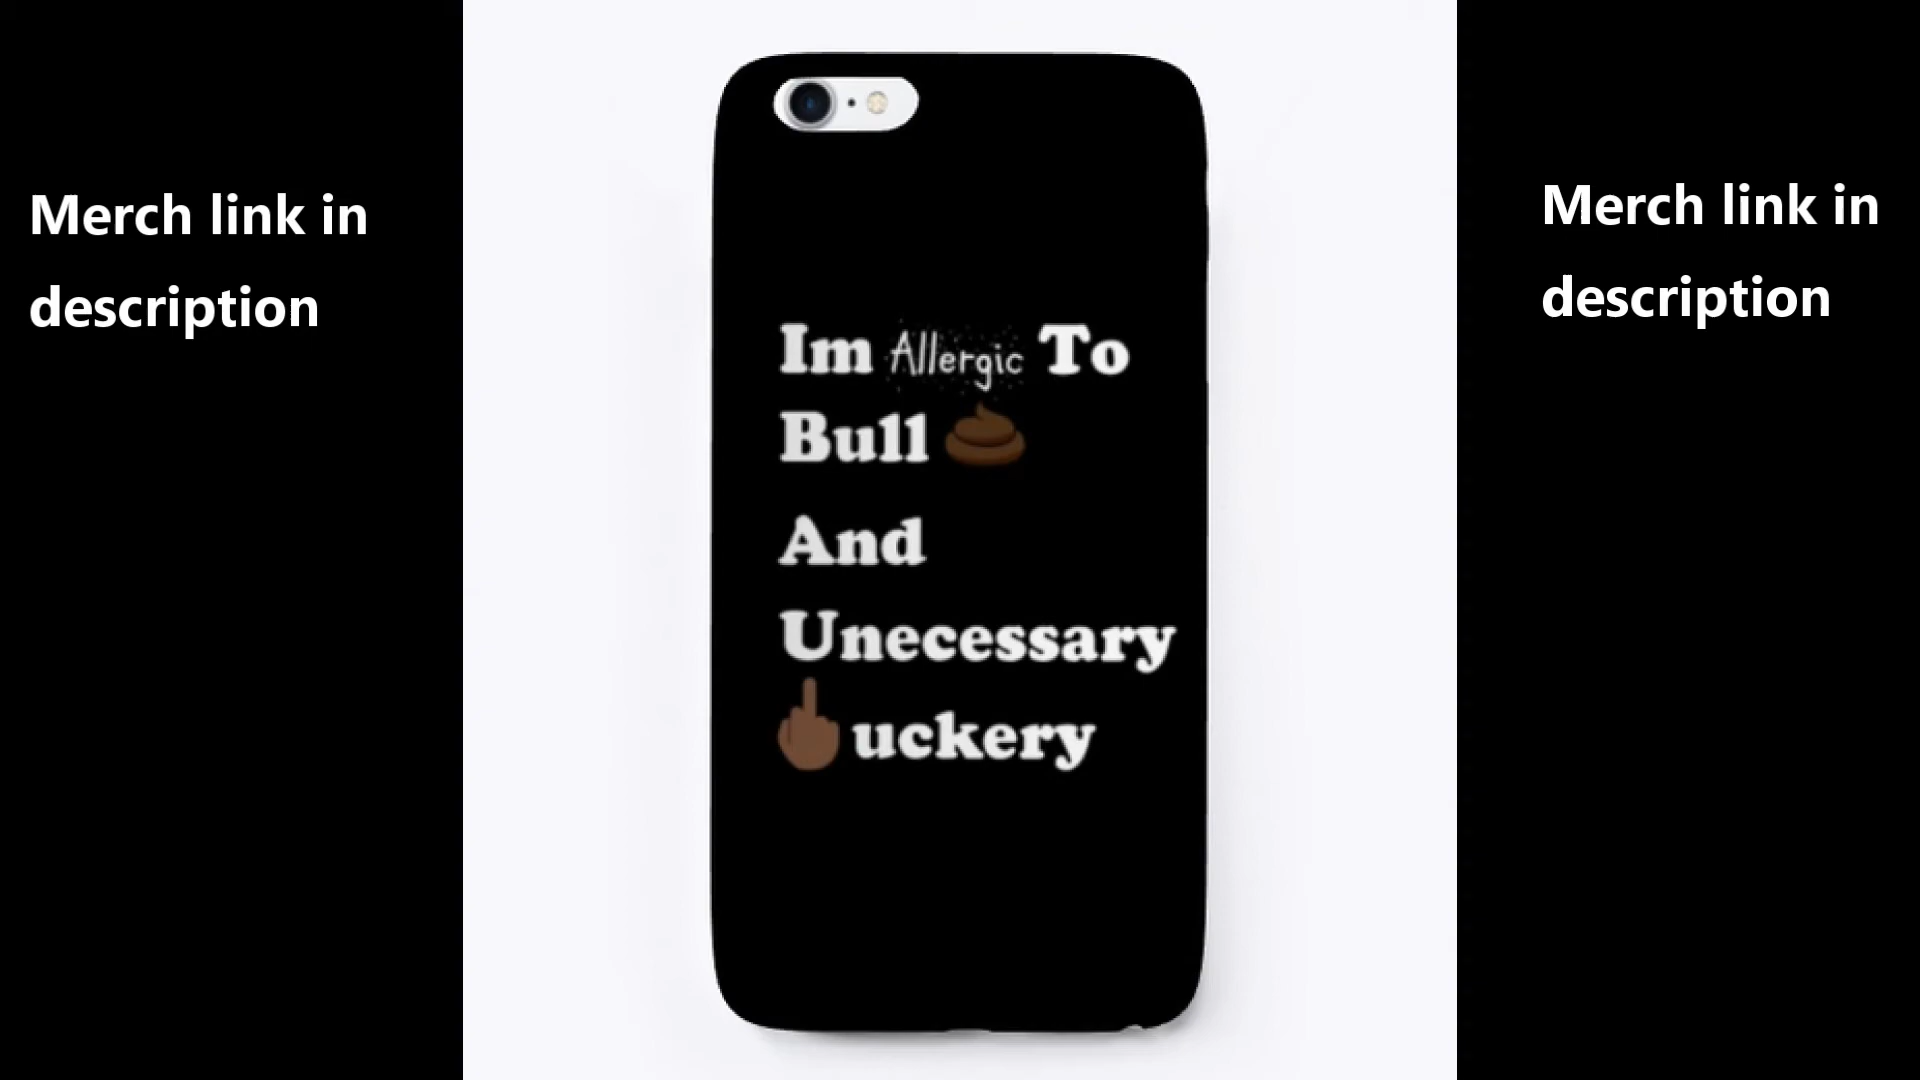 Merch link in
description
Im Allergic To
Bull 💩
And
Unecessary
🖕🏾uckery
Merch link in
description